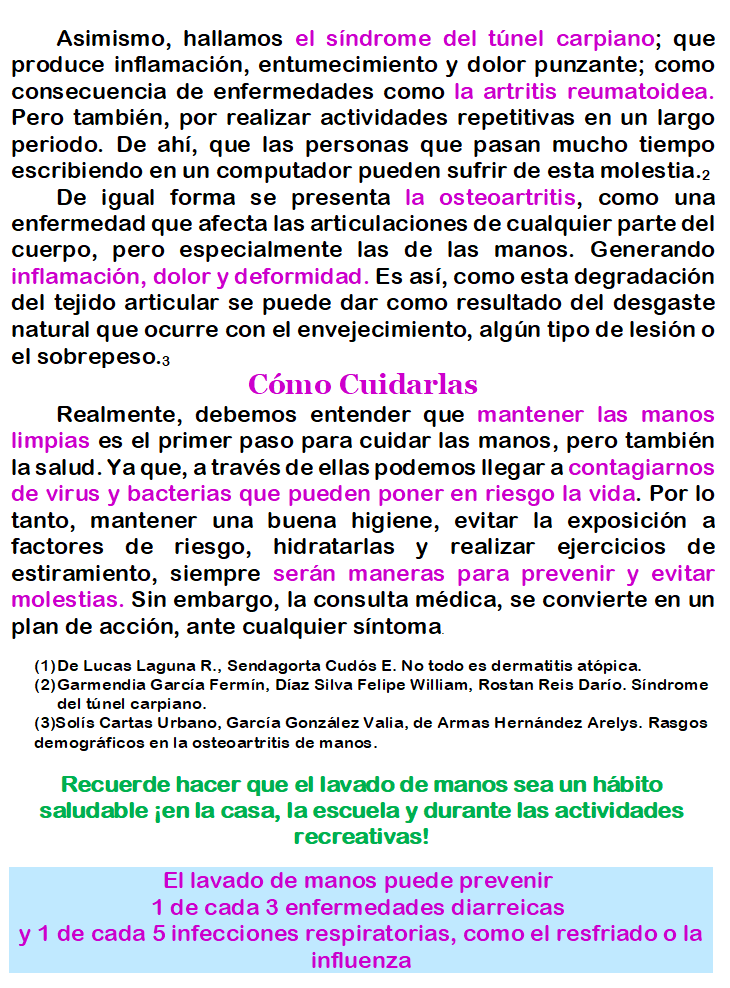 Asimismo, hallamos el síndrome del túnel carpiano; que
produce inflamación, entumecimiento y dolor punzante; como
consecuencia de enfermedades como la artritis reumatoidea.
Pero también, por realizar actividades repetitivas en un largo
periodo. De ahí, que las personas que pasan mucho tiempo
escribiendo en un computador pueden sufrir de esta molestia.2
De igual forma se presenta la osteoartritis, como una
enfermedad que afecta las articulaciones de cualquier parte del
cuerpo, pero especialmente las de las manos. Generando
inflamación, dolor y deformidad. Es así, como esta degradación
del tejido articular se puede dar como resultado del desgaste
natural que ocurre con el envejecimiento, algún tipo de lesión o
el sobrepeso.3
Cómo Cuidarlas
Realmente, debemos entender que mantener las manos
limpias es el primer paso para cuidar las manos, pero también
la salud. Ya que, a través de ellas podemos llegar a contagiarnos
de virus y bacterias que pueden poner en riesgo la vida. Por lo
tanto, mantener una buena higiene, evitar la exposición a
factores de riesgo, hidratarlas y realizar ejercicios de
estiramiento, siempre serán maneras para prevenir y evitar
molestias. Sin embargo, la consulta médica, se convierte en un
plan de acción, ante cualquier síntoma.
(1)De Lucas Laguna R., Sendagorta Cudós E. No todo es dermatitis atópica.
(2)Garmendia García Fermín, Díaz Silva Felipe William, Rostan Reis Darío. Síndrome
del túnel carpiano.
(3)Solís Cartas Urbano, García González Valia, de Armas Hernández Arelys. Rasgos
demográficos en la osteoartritis de manos.
Recuerde hacer que el lavado de manos sea un hábito
saludable ¡en la casa, la escuela y durante las actividades
recreativas!
El lavado de manos puede prevenir
1 de cada 3 enfermedades diarreicas
y 1 de cada 5 infecciones respiratorias, como el resfriado o la
influenza